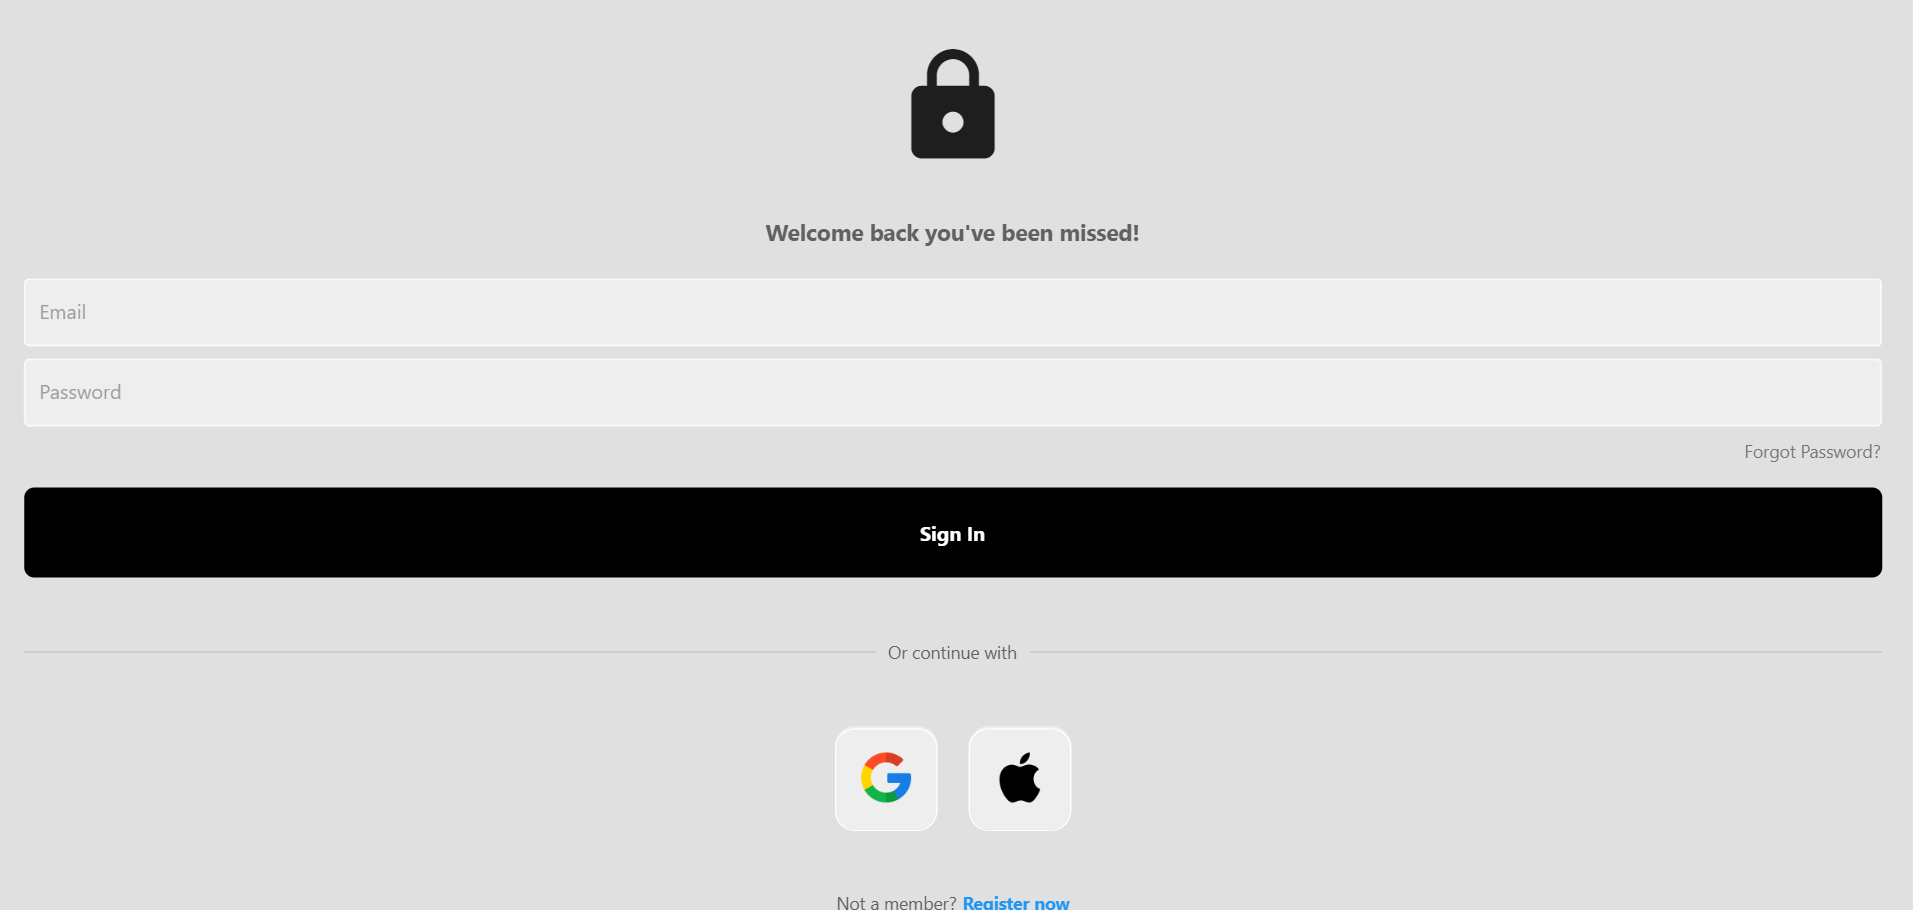 Welcome back you've been missed!
Email
Password
Forgot Password?
Sign In
Or continue with
Not a member? Register now